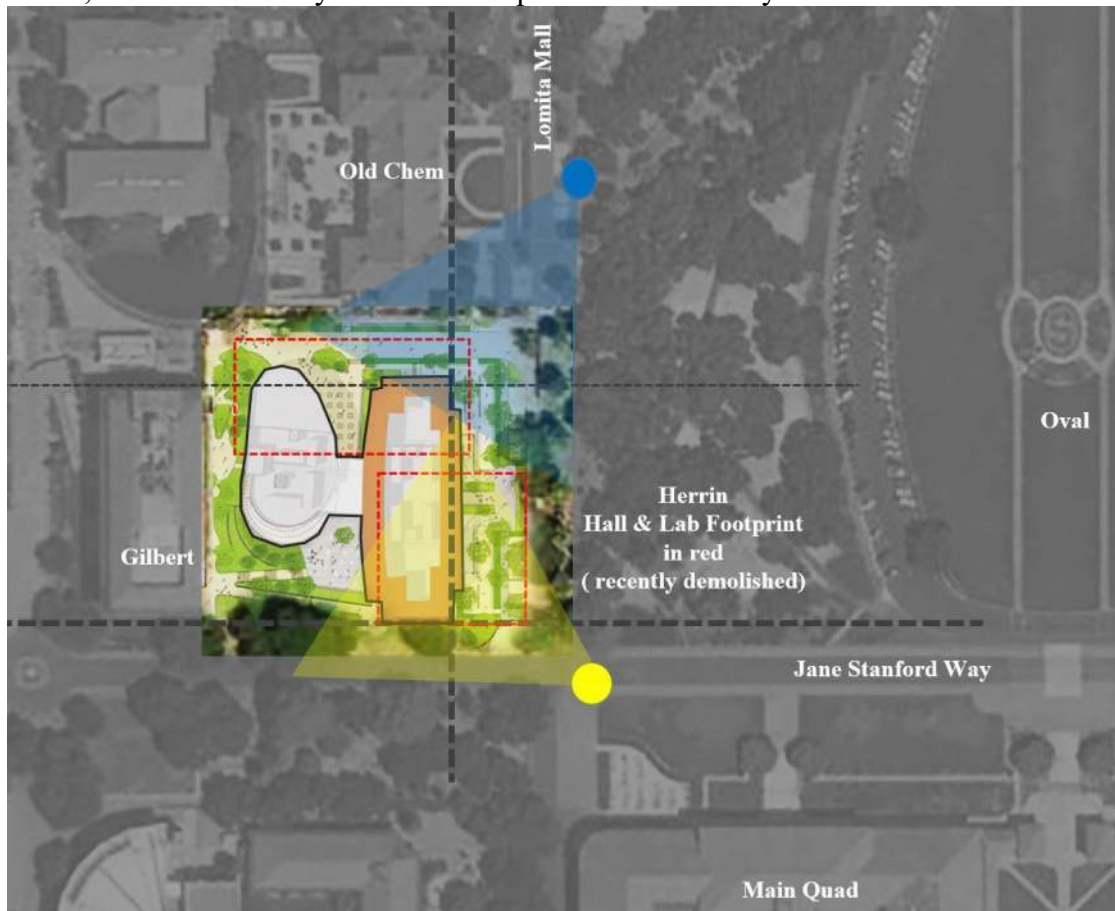 Lomita Mall
Old Chem
Oval
Herrin
Hall & Lab Footprint
in red
( recently demolished)
Gilbert
Jane Stanford Way
Main Quad